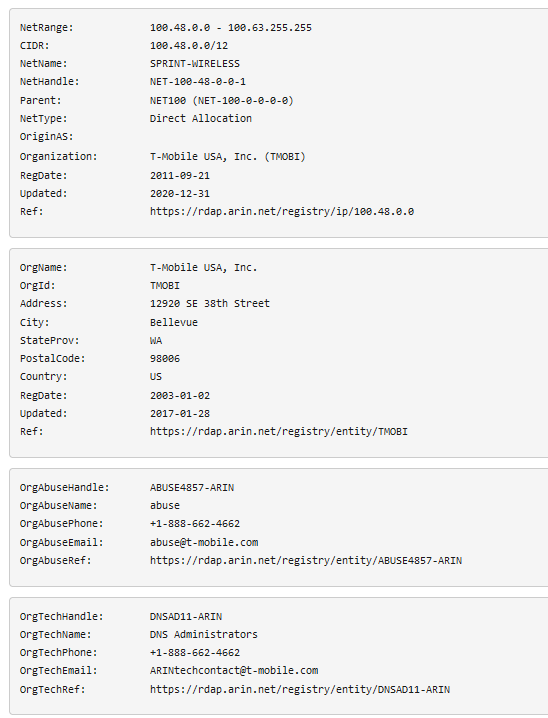 NetRange: 100.48.0.0 - 100.63.255.255
CIDR: 100.48.0.0/12
NetName: SPRINT-WIRELESS
NetHandle: NET-100-48-0-0-1
Parent: NET100 (NET-100-0-0-0-0)
NetType: Direct Allocation
OriginAS:
Organization: T-Mobile USA, Inc. (TMOBI)
RegDate: 2011-09-21
Updated: 2020-12-31
Ref: https://rdap.arin.net/registry/ip/100.48.0.0
OrgName: T-Mobile USA, Inc.
OrgId: TMOBI
Address: 12920 SE 38th Street
City: Bellevue
StateProv: WA
PostalCode: 98006
Country: US
RegDate: 2003-01-02
Updated: 2017-01-28
Ref: https://rdap.arin.net/registry/entity/TMOBI
OrgAbuseHandle: ABUSE4857-ARIN
OrgAbuseName: abuse
OrgAbusePhone: +1-888-662-4662
OrgAbuseEmail: abuse@t-mobile.com
OrgAbuseRef: https://rdap.arin.net/registry/entity/ABUSE4857-ARIN
OrgTechHandle: DNSAD11-ARIN
OrgTechName: DNS Administrators
OrgTechPhone: +1-888-662-4662
OrgTechEmail: ARINtechcontact@t-mobile.com
OrgTechRef: https://rdap.arin.net/registry/entity/DNSAD11-ARIN